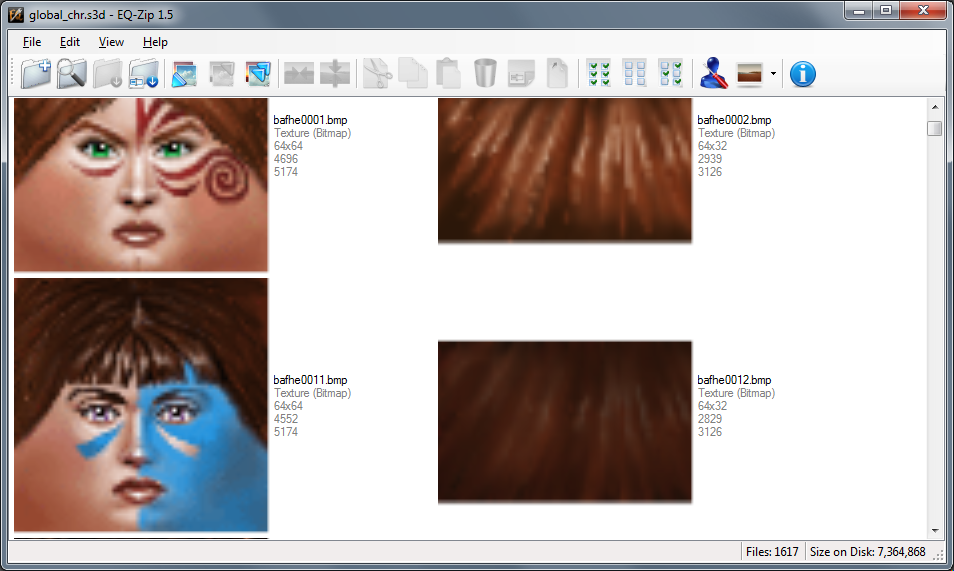 global_chr.s3d - EQ-Zip 1.5
File Edit View Help
bafhe0001.bmp
Texture (Bitmap)
64x64
4696
5174
bafhe0002.bmp
Texture (Bitmap)
64x32
2939
3126
bafhe0011.bmp
Texture (Bitmap)
64x64
4552
5174
bafhe0012.bmp
Texture (Bitmap)
64x32
2829
3126
Files: 1617 Size on Disk: 7,364,868